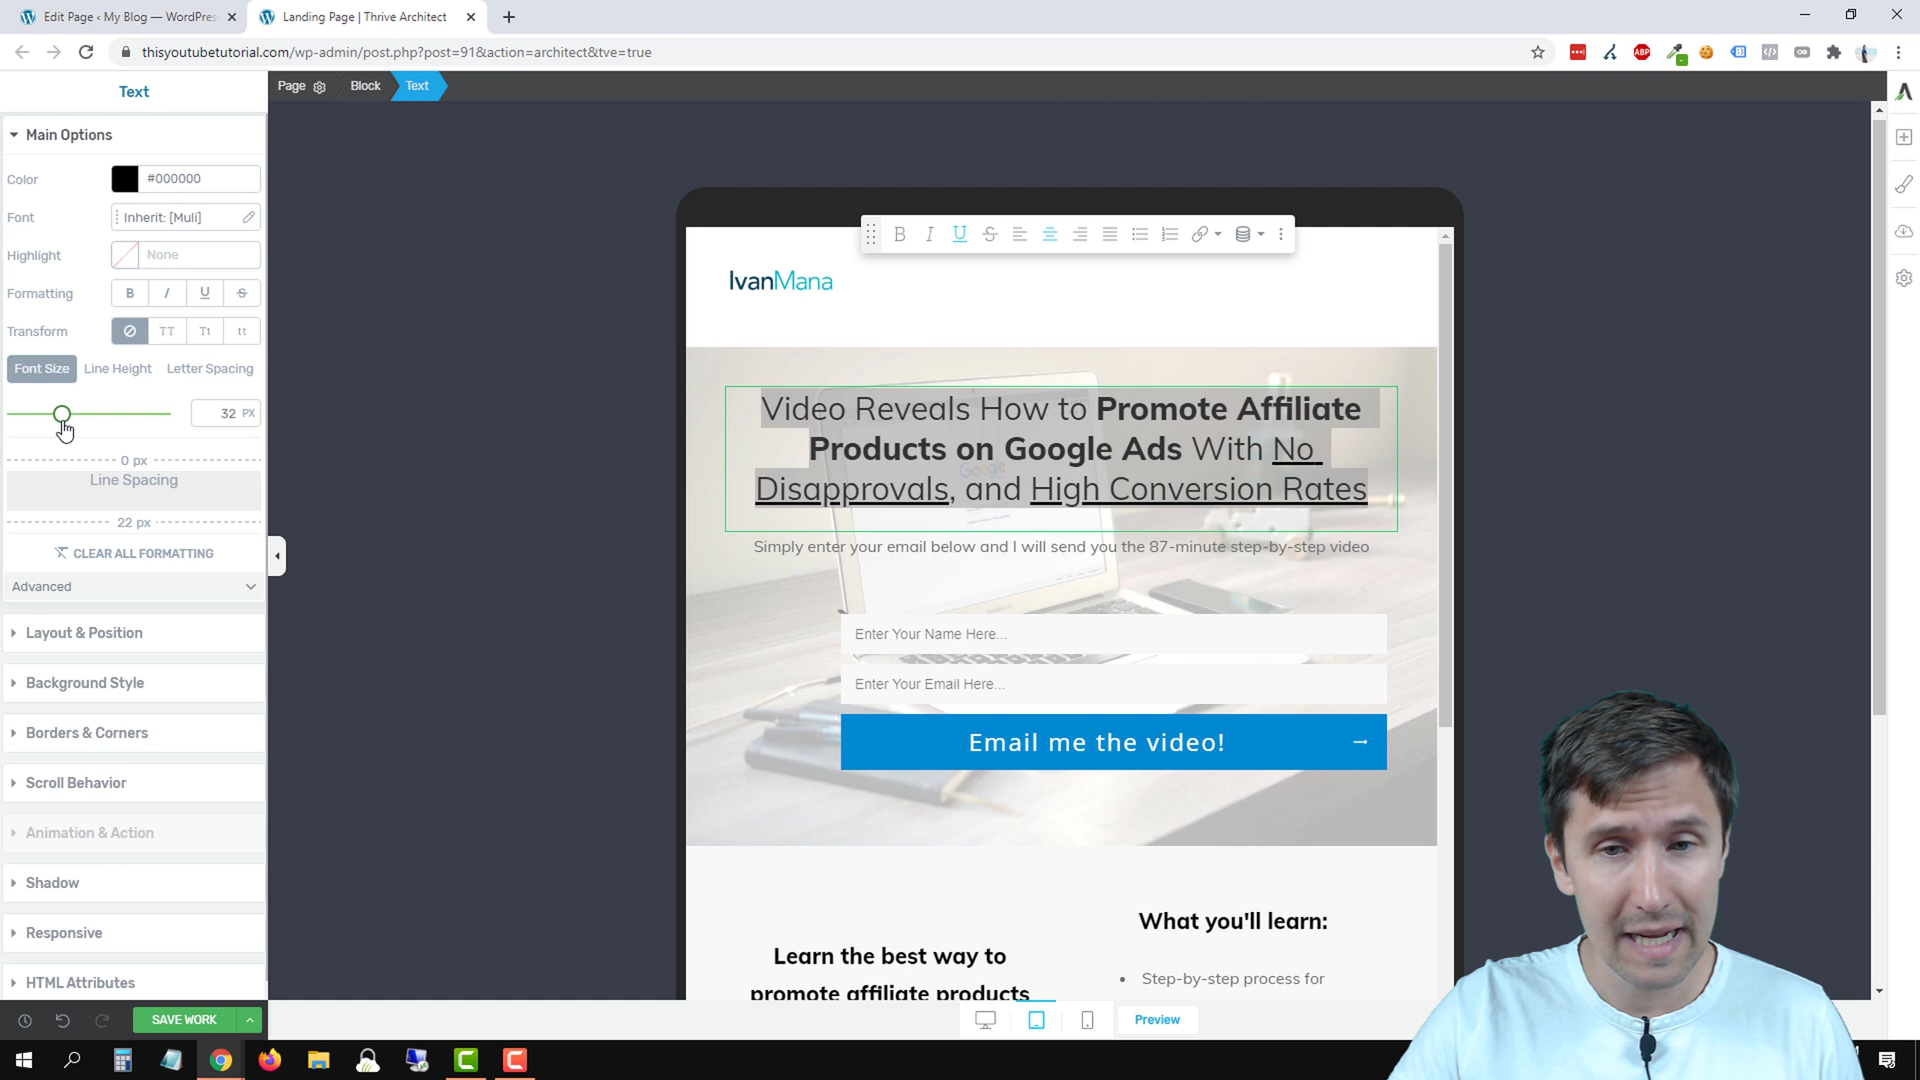 Edit Page ‹ My Blog — WordPres
Landing Page | Thrive Architect
thisyoutubetutorial.com/wp-admin/post.php?post=91&action=architect&tve=true
ABP
Text
Page
Block
Text
Main Options
Color
#000000
Font
Inherit: [Muli]
Highlight
None
Formatting
B
I
U
S
Transform
TT
Tt
tt
Font Size
Line Height
Letter Spacing
32 PX
0 px
Line Spacing
22 px
CLEAR ALL FORMATTING
Advanced
Layout & Position
Background Style
Borders & Corners
Scroll Behavior
Animation & Action
Shadow
Responsive
HTML Attributes
SAVE WORK
B
I
U
S
IvanMana
Video Reveals How to Promote Affiliate
Products on Google Ads With No
Disapprovals, and High Conversion Rates
Google
Simply enter your email below and I will send you the 87-minute step-by-step video
Enter Your Name Here...
Enter Your Email Here...
Email me the video!
What you'll learn:
Learn the best way to
Step-by-step process for
promote affiliate products
Preview